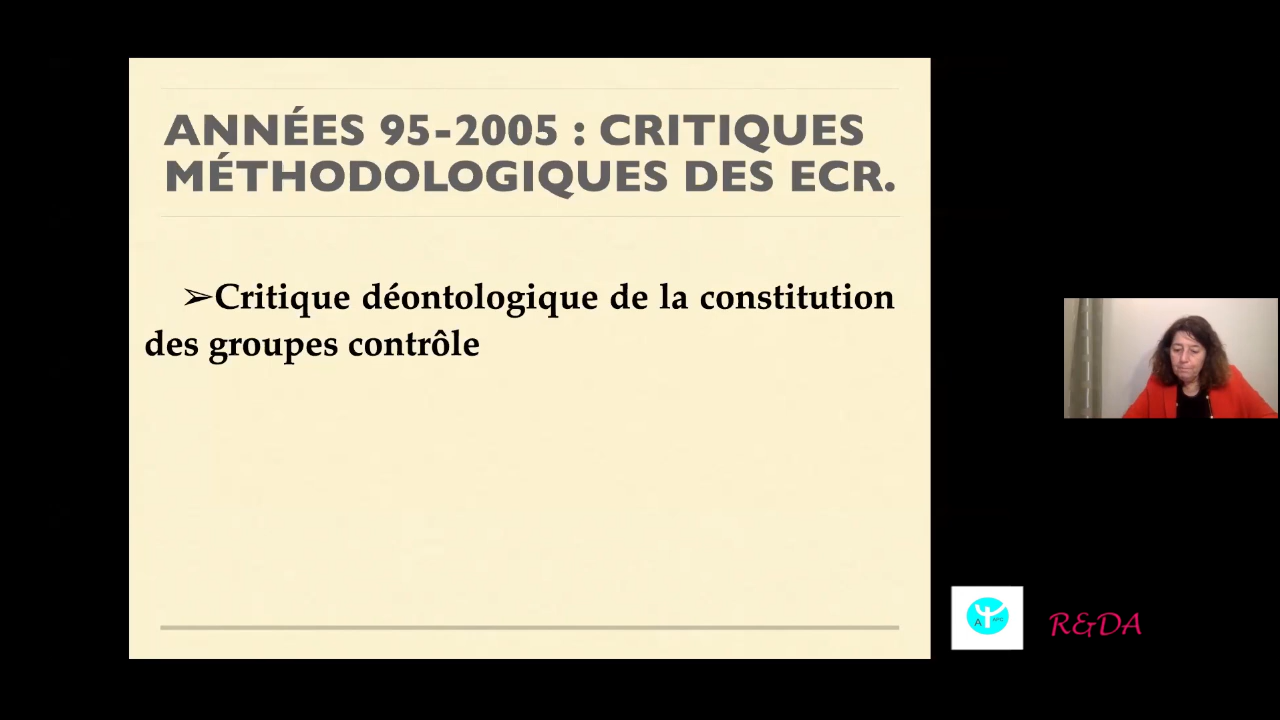 ANNÉES 95-2005 : CRITIQUES
MÉTHODOLOGIQUES DES ECR.
➢Critique déontologique de la constitution
des groupes contrôle
R&DA